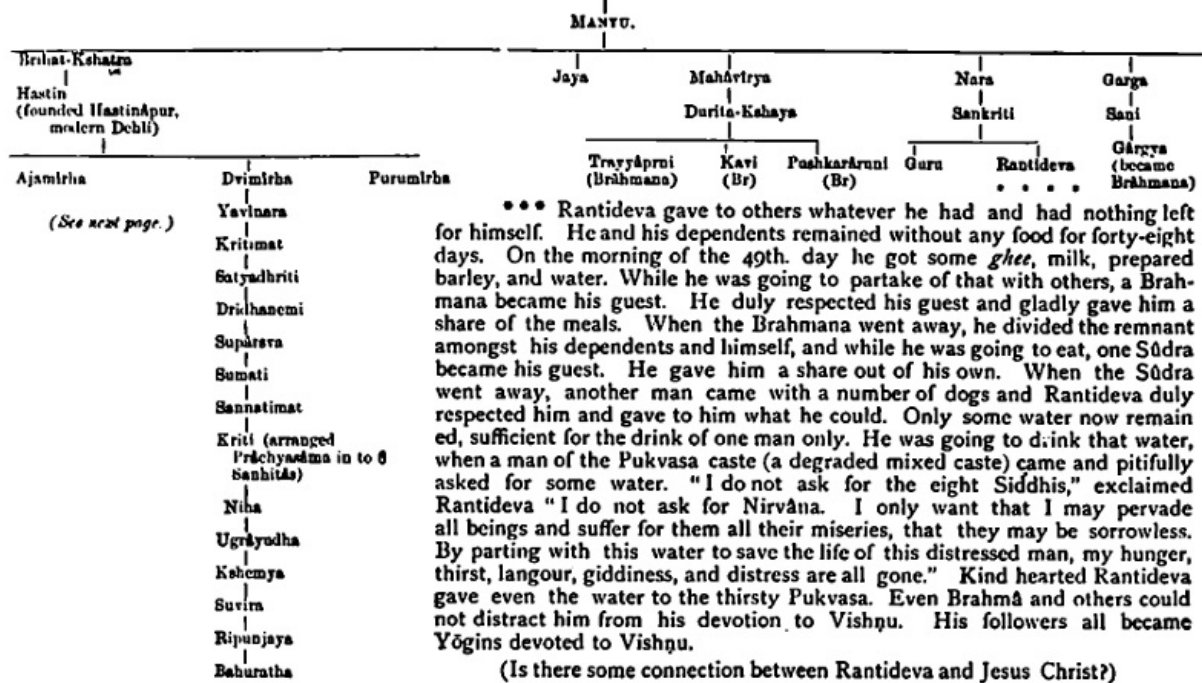 MANYU.
Brihat-Kshatra Jaya Mahâvîrya Nara Garga
Hastin Durita-Kshaya Sankriti Sani
(founded HastinApur,
modern Dehli)
Trayyâpruni Kavi Pushkarâruni Guru Rantideva Gârgya
(Brâhmana) (Br) (Br) (became
Brâhmana)
Ajamirha Dvimirha Purumirha
(See next page.)
Yavinara
Kritimat
Satyadhriti
Dridhanemi
Supârsva
Sumati
Sannatimat
Kriti (arranged
Prâchyasâma in to 6
Sanhitâs)
Niha
Ugrâyudha
Kshemya
Suvira
Ripunjaya
Bahuratha
• • • •
*** Rantideva gave to others whatever he had and had nothing left
for himself. He and his dependents remained without any food for forty-eight
days. On the morning of the 49th. day he got some ghee, milk, prepared
barley, and water. While he was going to partake of that with others, a Brah-
mana became his guest. He duly respected his guest and gladly gave him a
share of the meals. When the Brahmana went away, he divided the remnant
amongst his dependents and himself, and while he was going to eat, one Sûdra
became his guest. He gave him a share out of his own. When the Sûdra
went away, another man came with a number of dogs and Rantideva duly
respected him and gave to him what he could. Only some water now remain
ed, sufficient for the drink of one man only. He was going to drink that water,
when a man of the Pukvasa caste (a degraded mixed caste) came and pitifully
asked for some water. "I do not ask for the eight Siddhis," exclaimed
Rantideva "I do not ask for Nirvâna. I only want that I may pervade
all beings and suffer for them all their miseries, that they may be sorrowless.
By parting with this water to save the life of this distressed man, my hunger,
thirst, langour, giddiness, and distress are all gone." Kind hearted Rantideva
gave even the water to the thirsty Pukvasa. Even Brahmâ and others could
not distract him from his devotion to Vishṇu. His followers all became
Yōgins devoted to Vishṇu.
(Is there some connection between Rantideva and Jesus Christ?)